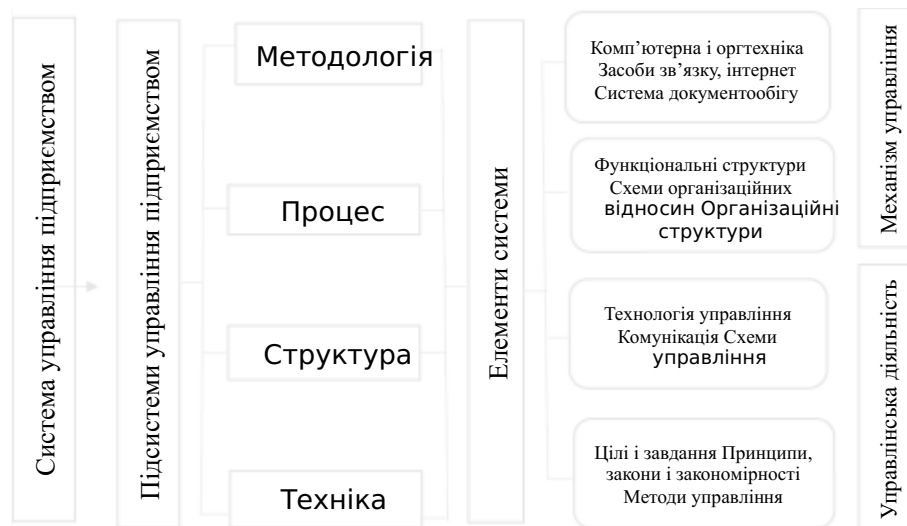 Система управління підприємством
Підсистеми управління підприємством
Методологія
Процес
Структура
Техніка
Елементи системи
Комп’ютерна і оргтехніка
Засоби зв’язку, інтернет
Система документообігу
Функціональні структури
Схеми організаційних
відносин Організаційні
структури
Технологія управління
Комунікація Схеми
управління
Цілі і завдання Принципи,
закони і закономірності
Методи управління
Механізм управління
Управлінська діяльність